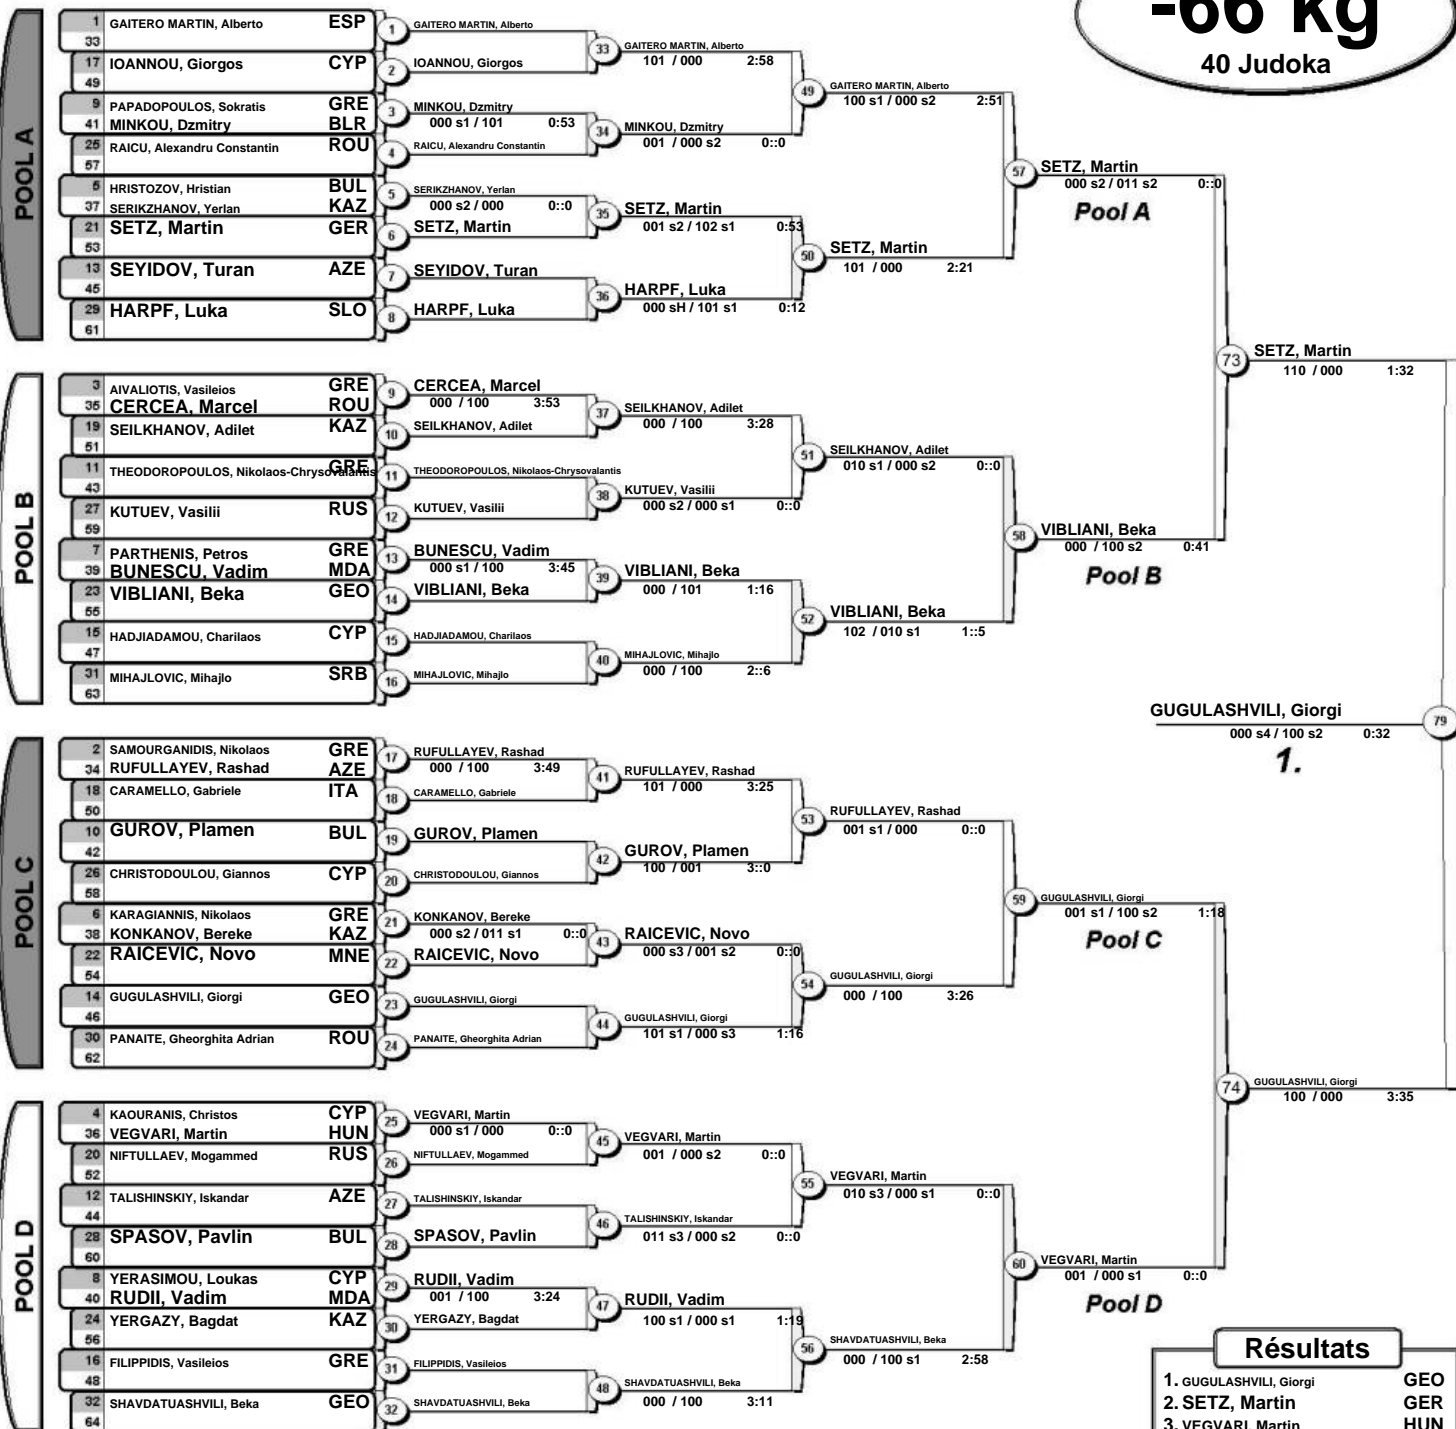 -66 kg
40 Judoka
POOL A
1 GAITERO MARTIN, Alberto ESP
33
17 IOANNOU, Giorgos CYP
49
9 PAPADOPOULOS, Sokratis GRE
41 MINKOU, Dzmitry BLR
25 RAICU, Alexandru Constantin ROU
57
5 HRISTOZOV, Hristian BUL
37 SERIKZHANOV, Yerlan KAZ
21 SETZ, Martin GER
53
13 SEYIDOV, Turan AZE
45
29 HARPF, Luka SLO
61
1 GAITERO MARTIN, Alberto
2 IOANNOU, Giorgos
3 MINKOU, Dzmitry
000 s1 / 101 0:53
4 RAICU, Alexandru Constantin
5 SERIKZHANOV, Yerlan
000 s2 / 000 0::0
6 SETZ, Martin
7 SEYIDOV, Turan
8 HARPF, Luka
33 GAITERO MARTIN, Alberto
101 / 000 2:58
34 MINKOU, Dzmitry
001 / 000 s2 0::0
35 SETZ, Martin
001 s2 / 102 s1 0:53
36 HARPF, Luka
000 sH / 101 s1 0:12
49 GAITERO MARTIN, Alberto
100 s1 / 000 s2 2:51
50 SETZ, Martin
101 / 000 2:21
57 SETZ, Martin
000 s2 / 011 s2 0::0
Pool A
POOL B
3 AIVALIOTIS, Vasileios GRE
35 CERCEA, Marcel ROU
19 SEILKHANOV, Adilet KAZ
51
11 THEODOROPOULOS, Nikolaos-Chrysovalantis GRE
43
27 KUTUEV, Vasilii RUS
59
7 PARTHENIS, Petros GRE
39 BUNESCU, Vadim MDA
23 VIBLIANI, Beka GEO
55
15 HADJIADAMOU, Charilaos CYP
47
31 MIHAJLOVIC, Mihajlo SRB
63
9 CERCEA, Marcel
000 / 100 3:53
10 SEILKHANOV, Adilet
11 THEODOROPOULOS, Nikolaos-Chrysovalantis
12 KUTUEV, Vasilii
13 BUNESCU, Vadim
000 s1 / 100 3:45
14 VIBLIANI, Beka
15 HADJIADAMOU, Charilaos
16 MIHAJLOVIC, Mihajlo
37 SEILKHANOV, Adilet
000 / 100 3:28
38 KUTUEV, Vasilii
000 s2 / 000 s1 0::0
39 VIBLIANI, Beka
000 / 101 1:16
40 MIHAJLOVIC, Mihajlo
000 / 100 2::6
51 SEILKHANOV, Adilet
010 s1 / 000 s2 0::0
52 VIBLIANI, Beka
102 / 010 s1 1::5
58 VIBLIANI, Beka
000 / 100 s2 0:41
Pool B
73 SETZ, Martin
110 / 000 1:32
79 GUGULASHVILI, Giorgi
000 s4 / 100 s2 0:32
1.
POOL C
2 SAMOURGANIDIS, Nikolaos GRE
34 RUFULLAYEV, Rashad AZE
18 CARAMELLO, Gabriele ITA
50
10 GUROV, Plamen BUL
42
26 CHRISTODOULOU, Giannos CYP
58
6 KARAGIANNIS, Nikolaos GRE
38 KONKANOV, Bereke KAZ
22 RAICEVIC, Novo MNE
54
14 GUGULASHVILI, Giorgi GEO
46
30 PANAITE, Gheorghita Adrian ROU
62
17 RUFULLAYEV, Rashad
000 / 100 3:49
18 CARAMELLO, Gabriele
19 GUROV, Plamen
20 CHRISTODOULOU, Giannos
21 KONKANOV, Bereke
000 s2 / 011 s1 0::0
22 RAICEVIC, Novo
23 GUGULASHVILI, Giorgi
24 PANAITE, Gheorghita Adrian
41 RUFULLAYEV, Rashad
101 / 000 3:25
42 GUROV, Plamen
100 / 001 3::0
43 RAICEVIC, Novo
000 s3 / 001 s2 0::0
44 GUGULASHVILI, Giorgi
101 s1 / 000 s3 1:16
53 RUFULLAYEV, Rashad
001 s1 / 000 0::0
54 GUGULASHVILI, Giorgi
000 / 100 3:26
59 GUGULASHVILI, Giorgi
001 s1 / 100 s2 1:18
Pool C
74 GUGULASHVILI, Giorgi
100 / 000 3:35
POOL D
4 KAOURANIS, Christos CYP
36 VEGVARI, Martin HUN
20 NIFTULLAEV, Mogammed RUS
52
12 TALISHINSKIY, Iskandar AZE
44
28 SPASOV, Pavlin BUL
60
8 YERASIMOU, Loukas CYP
40 RUDII, Vadim MDA
24 YERGAZY, Bagdat KAZ
56
16 FILIPPIDIS, Vasileios GRE
48
32 SHAVDATUASHVILI, Beka GEO
64
25 VEGVARI, Martin
000 s1 / 000 0::0
26 NIFTULLAEV, Mogammed
27 TALISHINSKIY, Iskandar
28 SPASOV, Pavlin
29 RUDII, Vadim
001 / 100 3:24
30 YERGAZY, Bagdat
31 FILIPPIDIS, Vasileios
32 SHAVDATUASHVILI, Beka
45 VEGVARI, Martin
001 / 000 s2 0::0
46 TALISHINSKIY, Iskandar
011 s3 / 000 s2 0::0
47 RUDII, Vadim
100 s1 / 000 s1 1:19
48 SHAVDATUASHVILI, Beka
000 / 100 3:11
55 VEGVARI, Martin
010 s3 / 000 s1 0::0
56 SHAVDATUASHVILI, Beka
000 / 100 s1 2:58
60 VEGVARI, Martin
001 / 000 s1 0::0
Pool D
Résultats
1. GUGULASHVILI, Giorgi GEO
2. SETZ, Martin GER
3. VEGVARI, Martin HUN